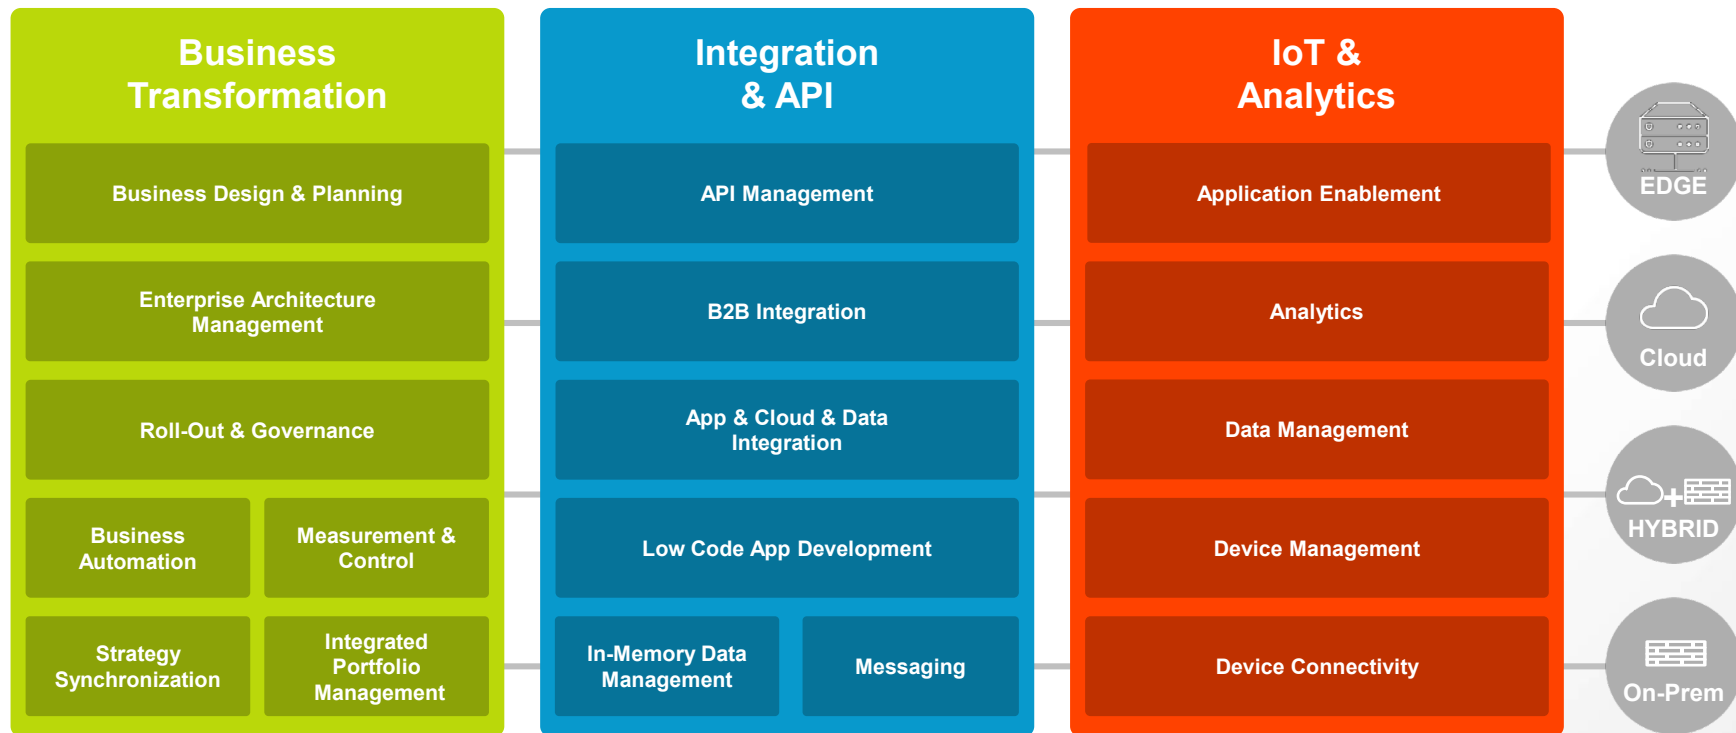 Business
Transformation
Business Design & Planning
Enterprise Architecture
Management
Roll-Out & Governance
Business
Automation
Measurement &
Control
Strategy
Synchronization
Integrated
Portfolio
Management
Integration
& API
API Management
B2B Integration
App & Cloud & Data
Integration
Low Code App Development
In-Memory Data
Management
Messaging
IoT &
Analytics
Application Enablement
Analytics
Data Management
Device Management
Device Connectivity
EDGE
Cloud
+
HYBRID
On-Prem